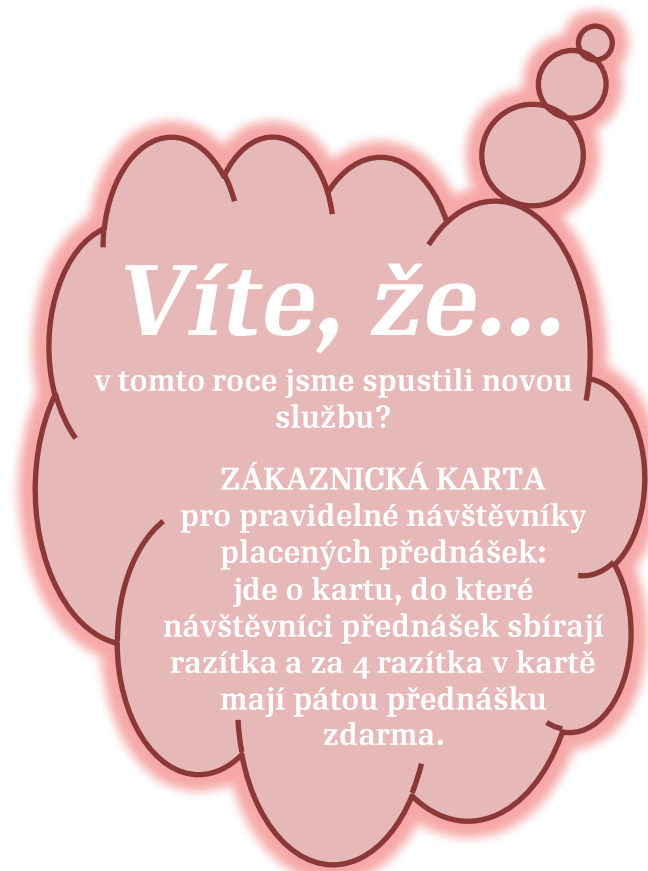 Víte, že...
v tomto roce jsme spustili novou
službu?
ZÁKAZNICKÁ KARTA
pro pravidelné návštěvníky
placených přednášek:
jde o kartu, do které
návštěvníci přednášek sbírají
razítka a za 4 razítka v kartě
mají pátou přednášku
zdarma.